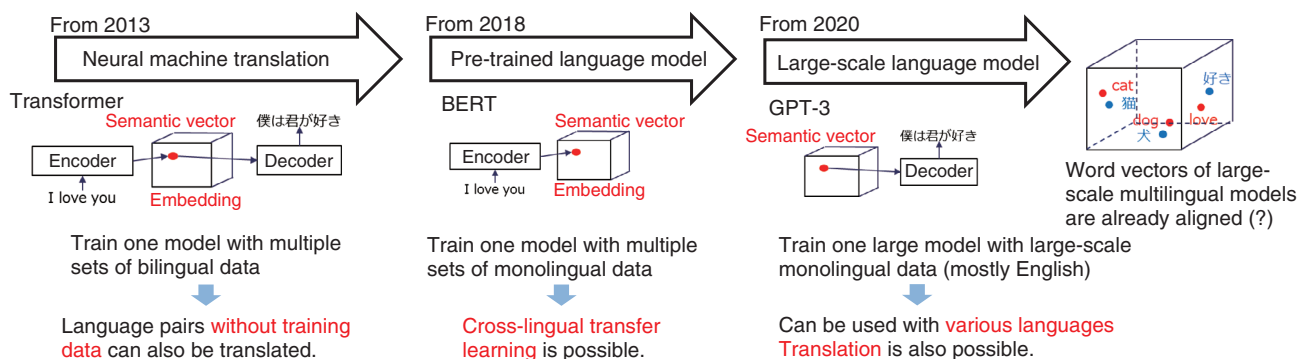 From 2013
Neural machine translation
Transformer
Semantic vector
僕は君が好き
Encoder
Decoder
I love you
Embedding
Train one model with multiple
sets of bilingual data
Language pairs without training
data can also be translated.
From 2018
Pre-trained language model
BERT
Semantic vector
Encoder
I love you
Embedding
Train one model with multiple
sets of monolingual data
Cross-lingual transfer
learning is possible.
From 2020
Large-scale language model
GPT-3
Semantic vector
僕は君が好き
Decoder
Train one large model with large-scale
monolingual data (mostly English)
Can be used with various languages
Translation is also possible.
cat
猫
好き
dog
love
犬
Word vectors of large-
scale multilingual models
are already aligned (?)